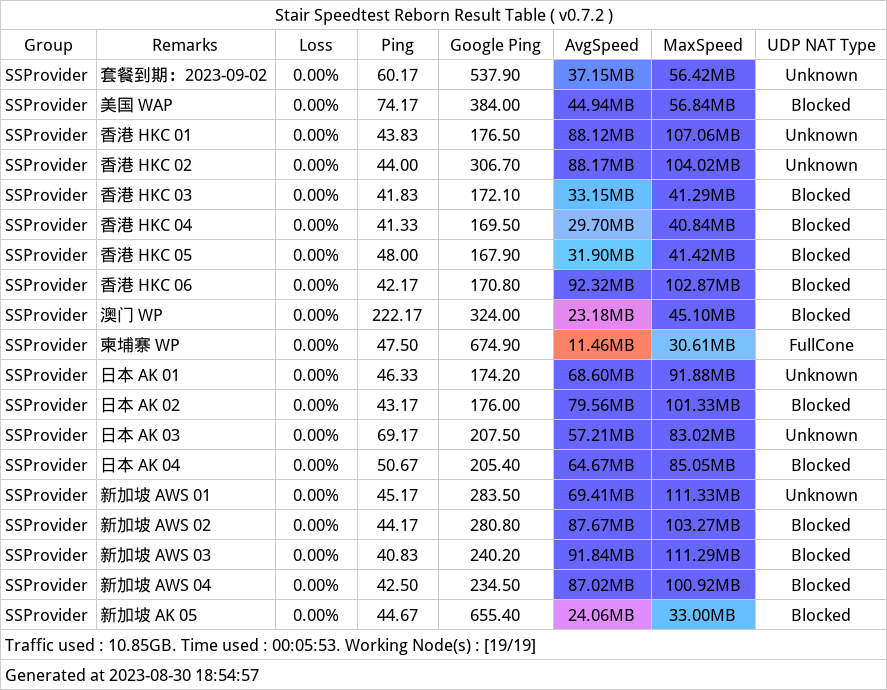 Stair Speedtest Reborn Result Table ( v0.7.2 )
Group Remarks Loss Ping Google Ping AvgSpeed MaxSpeed UDP NAT Type
SSProvider 套餐到期：2023-09-02 0.00% 60.17 537.90 37.15MB 56.42MB Unknown
SSProvider 美国 WAP 0.00% 74.17 384.00 44.94MB 56.84MB Blocked
SSProvider 香港 HKC 01 0.00% 43.83 176.50 88.12MB 107.06MB Unknown
SSProvider 香港 HKC 02 0.00% 44.00 306.70 88.17MB 104.02MB Unknown
SSProvider 香港 HKC 03 0.00% 41.83 172.10 33.15MB 41.29MB Blocked
SSProvider 香港 HKC 04 0.00% 41.33 169.50 29.70MB 40.84MB Blocked
SSProvider 香港 HKC 05 0.00% 48.00 167.90 31.90MB 41.42MB Blocked
SSProvider 香港 HKC 06 0.00% 42.17 170.80 92.32MB 102.87MB Blocked
SSProvider 澳门 WP 0.00% 222.17 324.00 23.18MB 45.10MB Blocked
SSProvider 柬埔寨 WP 0.00% 47.50 674.90 11.46MB 30.61MB FullCone
SSProvider 日本 AK 01 0.00% 46.33 174.20 68.60MB 91.88MB Unknown
SSProvider 日本 AK 02 0.00% 43.17 176.00 79.56MB 101.33MB Blocked
SSProvider 日本 AK 03 0.00% 69.17 207.50 57.21MB 83.02MB Unknown
SSProvider 日本 AK 04 0.00% 50.67 205.40 64.67MB 85.05MB Blocked
SSProvider 新加坡 AWS 01 0.00% 45.17 283.50 69.41MB 111.33MB Unknown
SSProvider 新加坡 AWS 02 0.00% 44.17 280.80 87.67MB 103.27MB Blocked
SSProvider 新加坡 AWS 03 0.00% 40.83 240.20 91.84MB 111.29MB Blocked
SSProvider 新加坡 AWS 04 0.00% 42.50 234.50 87.02MB 100.92MB Blocked
SSProvider 新加坡 AK 05 0.00% 44.67 655.40 24.06MB 33.00MB Blocked
Traffic used : 10.85GB. Time used : 00:05:53. Working Node(s) : [19/19]
Generated at 2023-08-30 18:54:57